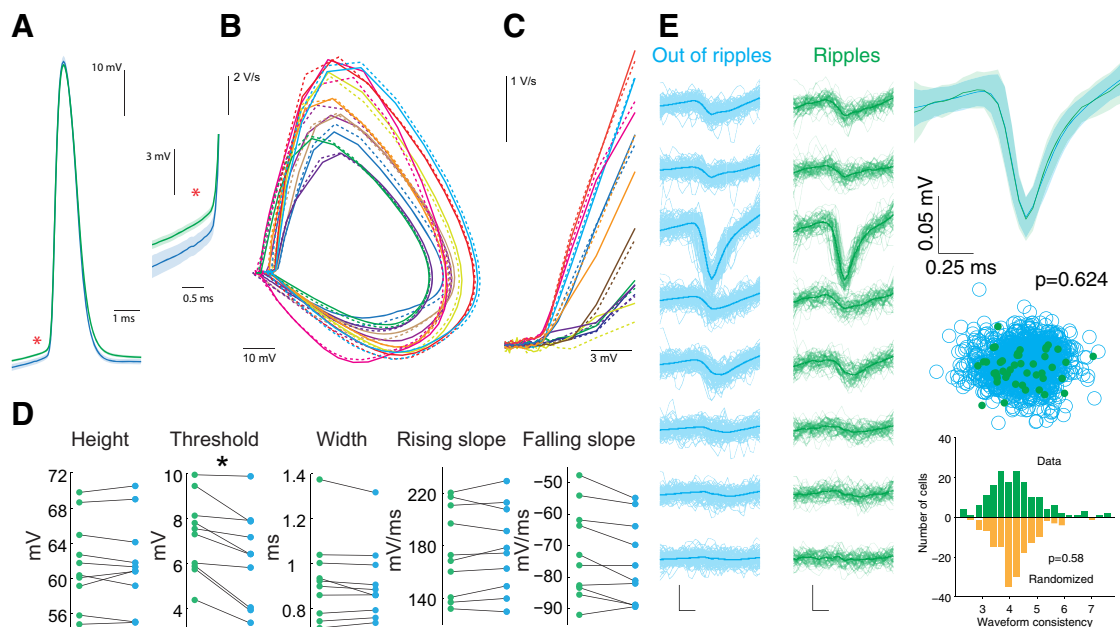 A
10 mV
3 mV
*
*
0.5 ms
1 ms
B
2 V/s
10 mV
C
1 V/s
3 mV
D
Height
72
68
64
60
56
mV
Threshold
*
10
8
6
4
mV
Width
1.4
1.2
1
0.8
ms
Rising slope
220
180
140
mV/ms
Falling slope
−50
−60
−70
−80
−90
mV/ms
E
Out of ripples
Ripples
0.05 mV
0.25 ms
p=0.624
40
20
0
−20
−40
Number of cells
Data
p=0.58
Randomized
3 4 5 6 7
Waveform consistency